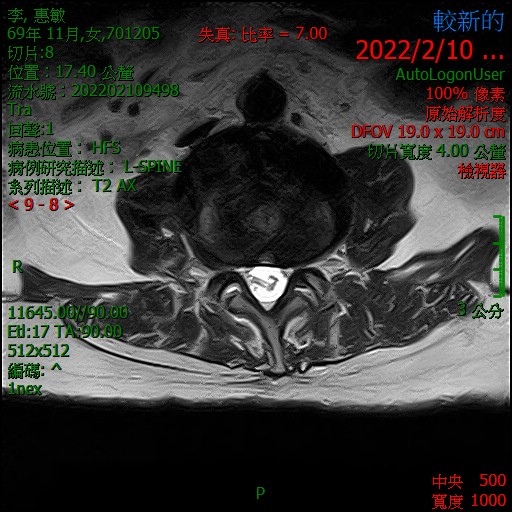 李, 惠敏
69年 11月,女,701205
切片:8
位置：17.40 公釐
流水號：202202109498
Tra
回音:1
病患位置： HFS
病例研究描述： L-SPINE
系列描述： T2 AX
< 9 - 8 >
失真: 比率 = 7.00
較新的
2022/2/10 ...
AutoLogonUser
100% 像素
原始解析度
DFOV 19.0 x 19.0 cm
切片寬度 4.00 公釐
檢視器
R
3 公分
11645.00//90.00
Etl:17 TA:90.00
512x512
編碼: ^
1nex
P
中央 500
寬度 1000